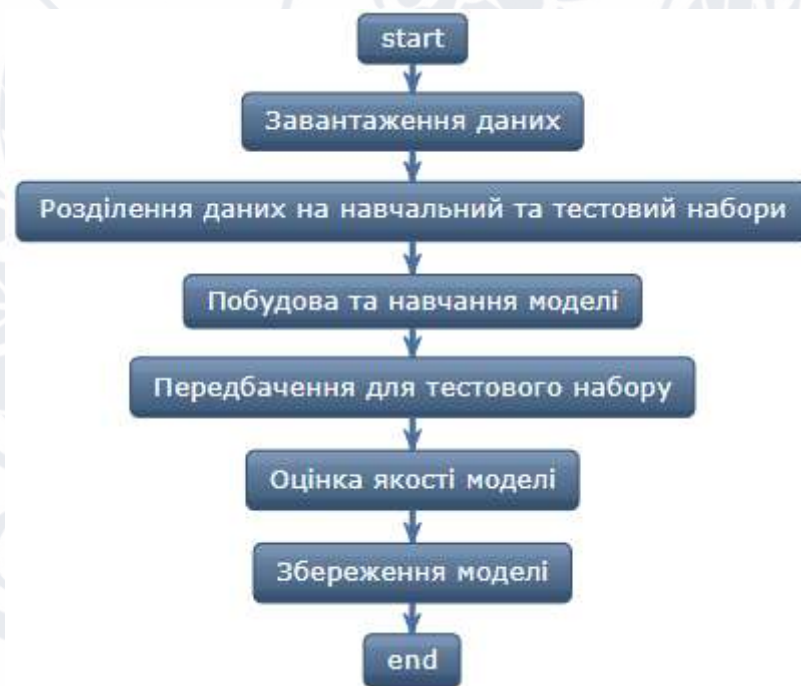 start
Завантаження даних
Розділення даних на навчальний та тестовий набори
Побудова та навчання моделі
Передбачення для тестового набору
Оцінка якості моделі
Збереження моделі
end